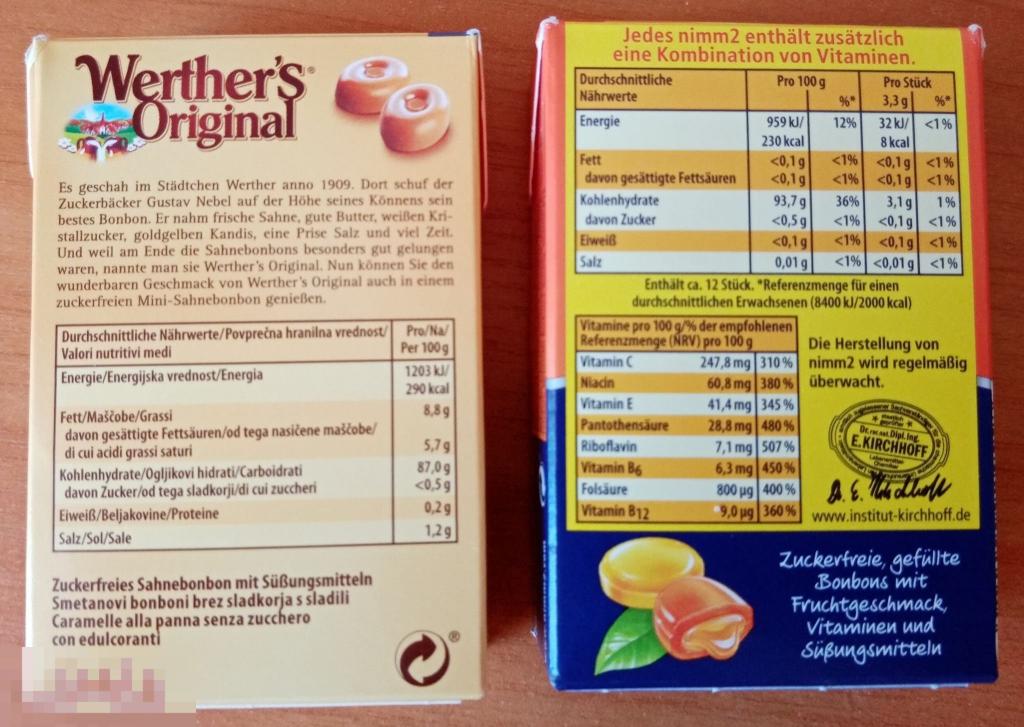 Werther's®
Original
Es geschah im Städtchen Werther anno 1909. Dort schuf der
Zuckerbäcker Gustav Nebel auf der Höhe seines Könnens sein
bestes Bonbon. Er nahm frische Sahne, gute Butter, weißen Kri-
stallzucker, goldgelben Kandis, eine Prise Salz und viel Zeit.
Und weil am Ende die Sahnebonbons besonders gut gelungen
waren, nannte man sie Werther's Original. Nun können Sie den
wunderbaren Geschmack von Werther's Original auch in einem
zuckerfreien Mini-Sahnebonbon genießen.
Durchschnittliche Nährwerte/Povprečna hranilna vrednost/ Pro/Na/
Valori nutritivi medi Per 100g
Energie/Energijska vrednost/Energia 1203 kJ/
290 kcal
Fett/Maščobe/Grassi 8,8 g
davon gesättigte Fettsäuren/od tega nasičene maščobe/
di cui acidi grassi saturi 5,7 g
Kohlenhydrate/Ogljikovi hidrati/Carboidrati 87,0 g
davon Zucker/od tega sladkorji/di cui zuccheri <0,5 g
Eiweiß/Beljakovine/Proteine 0,2 g
Salz/Sol/Sale 1,2 g
Zuckerfreies Sahnebonbon mit Süßungsmitteln
Smetanovi bonboni brez sladkorja s sladili
Caramelle alla panna senza zucchero
con edulcoranti
®
Jedes nimm2 enthält zusätzlich
eine Kombination von Vitaminen.
Durchschnittliche Pro 100 g Pro Stück
Nährwerte %* 3,3 g %*
Energie 959 kJ/ 12% 32 kJ/ <1%
230 kcal 8 kcal
Fett <0,1 g <1% <0,1 g <1%
davon gesättigte Fettsäuren <0,1 g <1% <0,1 g <1%
Kohlenhydrate 93,7 g 36% 3,1 g 1%
davon Zucker <0,5 g <1% <0,1 g <1%
Eiweiß <0,1 g <1% <0,1 g <1%
Salz 0,01 g <1% <0,01 g <1%
Enthält ca. 12 Stück. *Referenzmenge für einen
durchschnittlichen Erwachsenen (8400 kJ/2000 kcal)
Vitamine pro 100 g/% der empfohlenen
Referenzmenge (NRV) pro 100 g
Vitamin C 247,8 mg 310 %
Niacin 60,8 mg 380 %
Vitamin E 41,4 mg 345 %
Pantothensäure 28,8 mg 480 %
Riboflavin 7,1 mg 507 %
Vitamin B6 6,3 mg 450 %
Folsäure 800 µg 400 %
Vitamin B12 9,0 µg 360 %
Die Herstellung von
nimm2 wird regelmäßig
überwacht.
staatlich
geprüfter
Dr. rer. nat. Dipl. Ing.
E. KIRCHHOFF
Lebensmittel-
Chemiker
www.institut-kirchhoff.de
Zuckerfreie, gefüllte
Bonbons mit
Fruchtgeschmack,
Vitaminen und
Süßungsmitteln